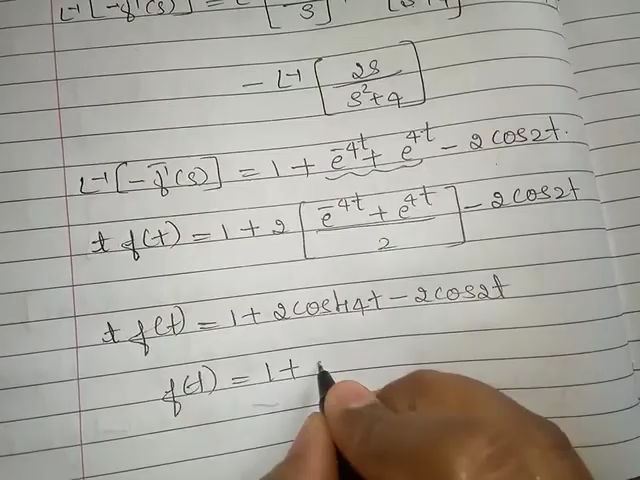 L⁻¹[-f̄'(s)] =
- L⁻¹ [2s / s²+4]
L⁻¹[-f̄'(s)] = 1 + e⁻⁴ᵗ + e⁴ᵗ - 2cos2t.
t f(t) = 1 + 2 [e⁻⁴ᵗ + e⁴ᵗ / 2] - 2cos2t
t f(t) = 1 + 2cosh4t - 2cos2t
f(t) = 1 +